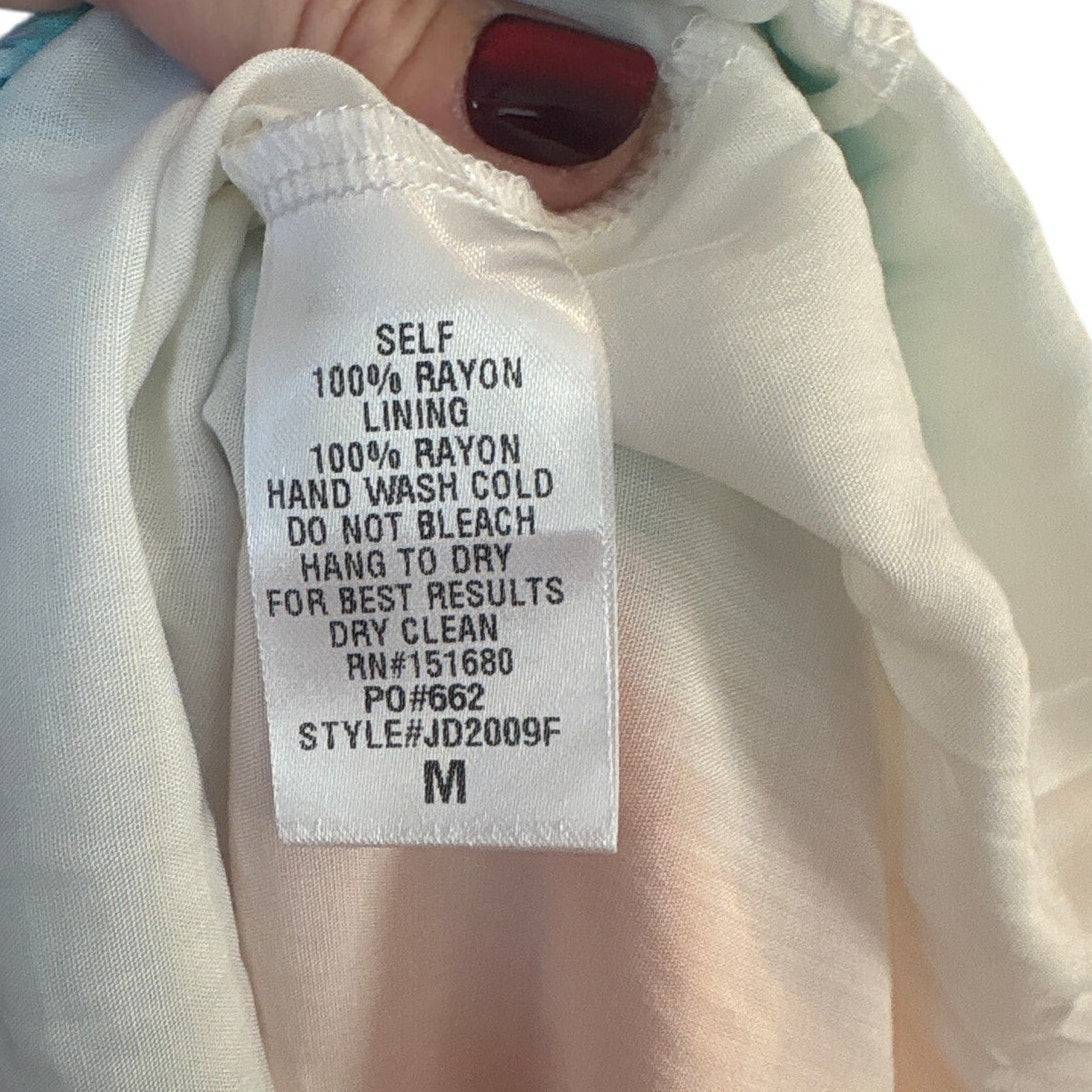 SELF
100% RAYON
LINING
100% RAYON
HAND WASH COLD
DO NOT BLEACH
HANG TO DRY
FOR BEST RESULTS
DRY CLEAN
RN#151680
PO#662
STYLE#JD2009F
M